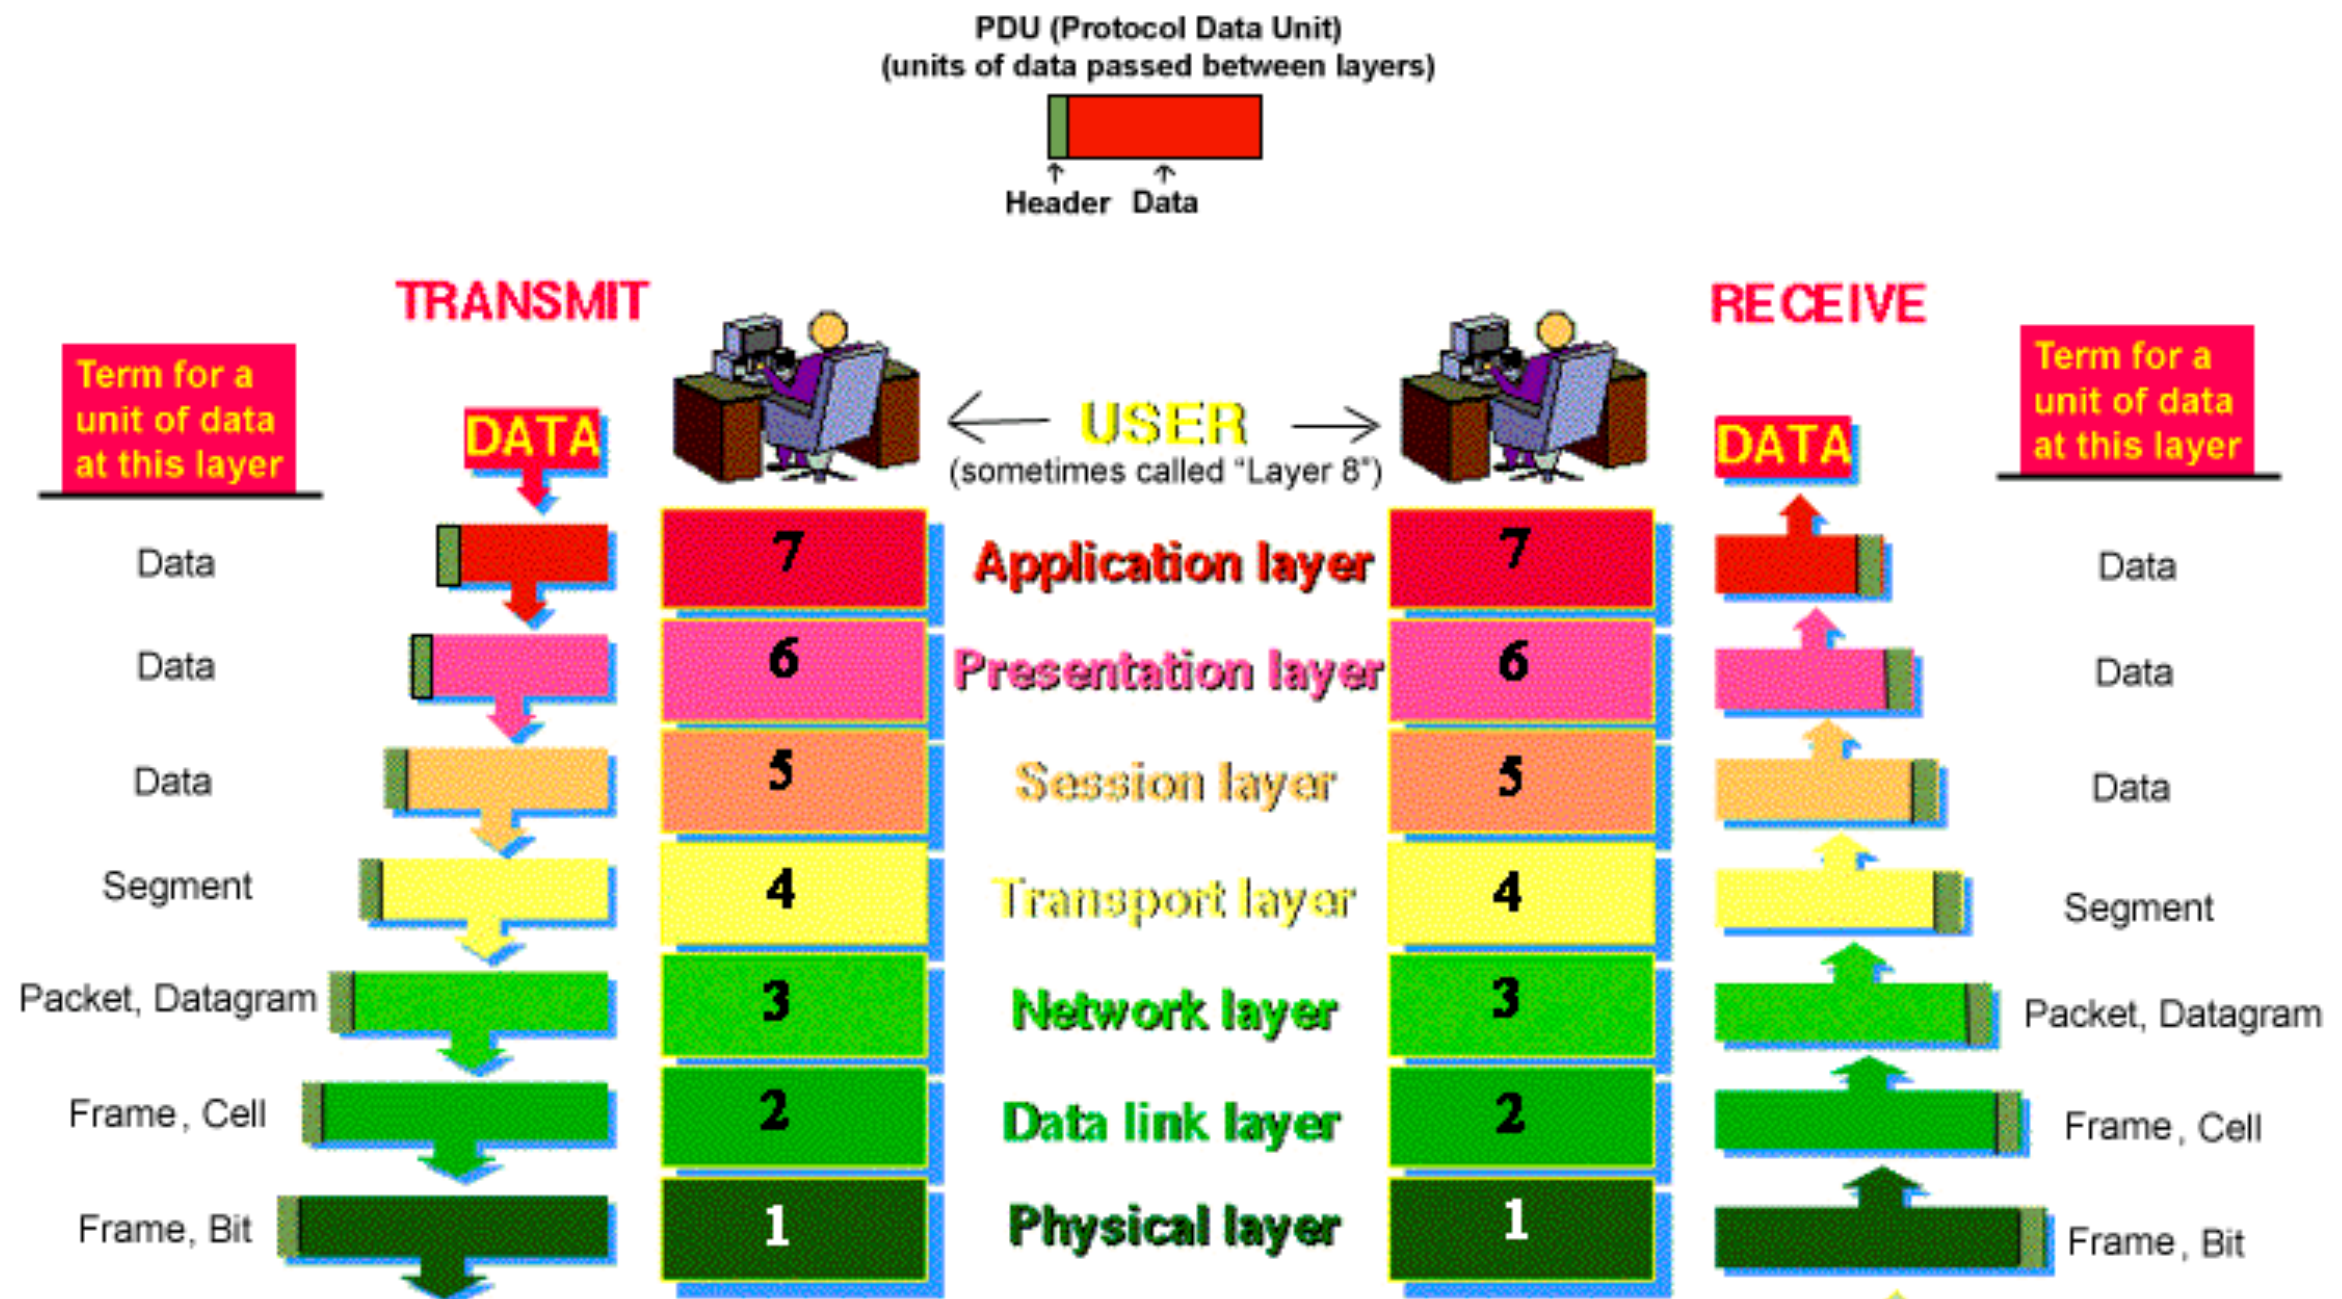 PDU (Protocol Data Unit)
(units of data passed between layers)
Header Data
TRANSMIT
RECEIVE
Term for a
unit of data
at this layer
DATA
USER
(sometimes called “Layer 8”)
DATA
Term for a
unit of data
at this layer
Data 7 Application layer 7 Data
Data 6 Presentation layer 6 Data
Data 5 Session layer 5 Data
Segment 4 Transport layer 4 Segment
Packet, Datagram 3 Network layer 3 Packet, Datagram
Frame, Cell 2 Data link layer 2 Frame, Cell
Frame, Bit 1 Physical layer 1 Frame, Bit